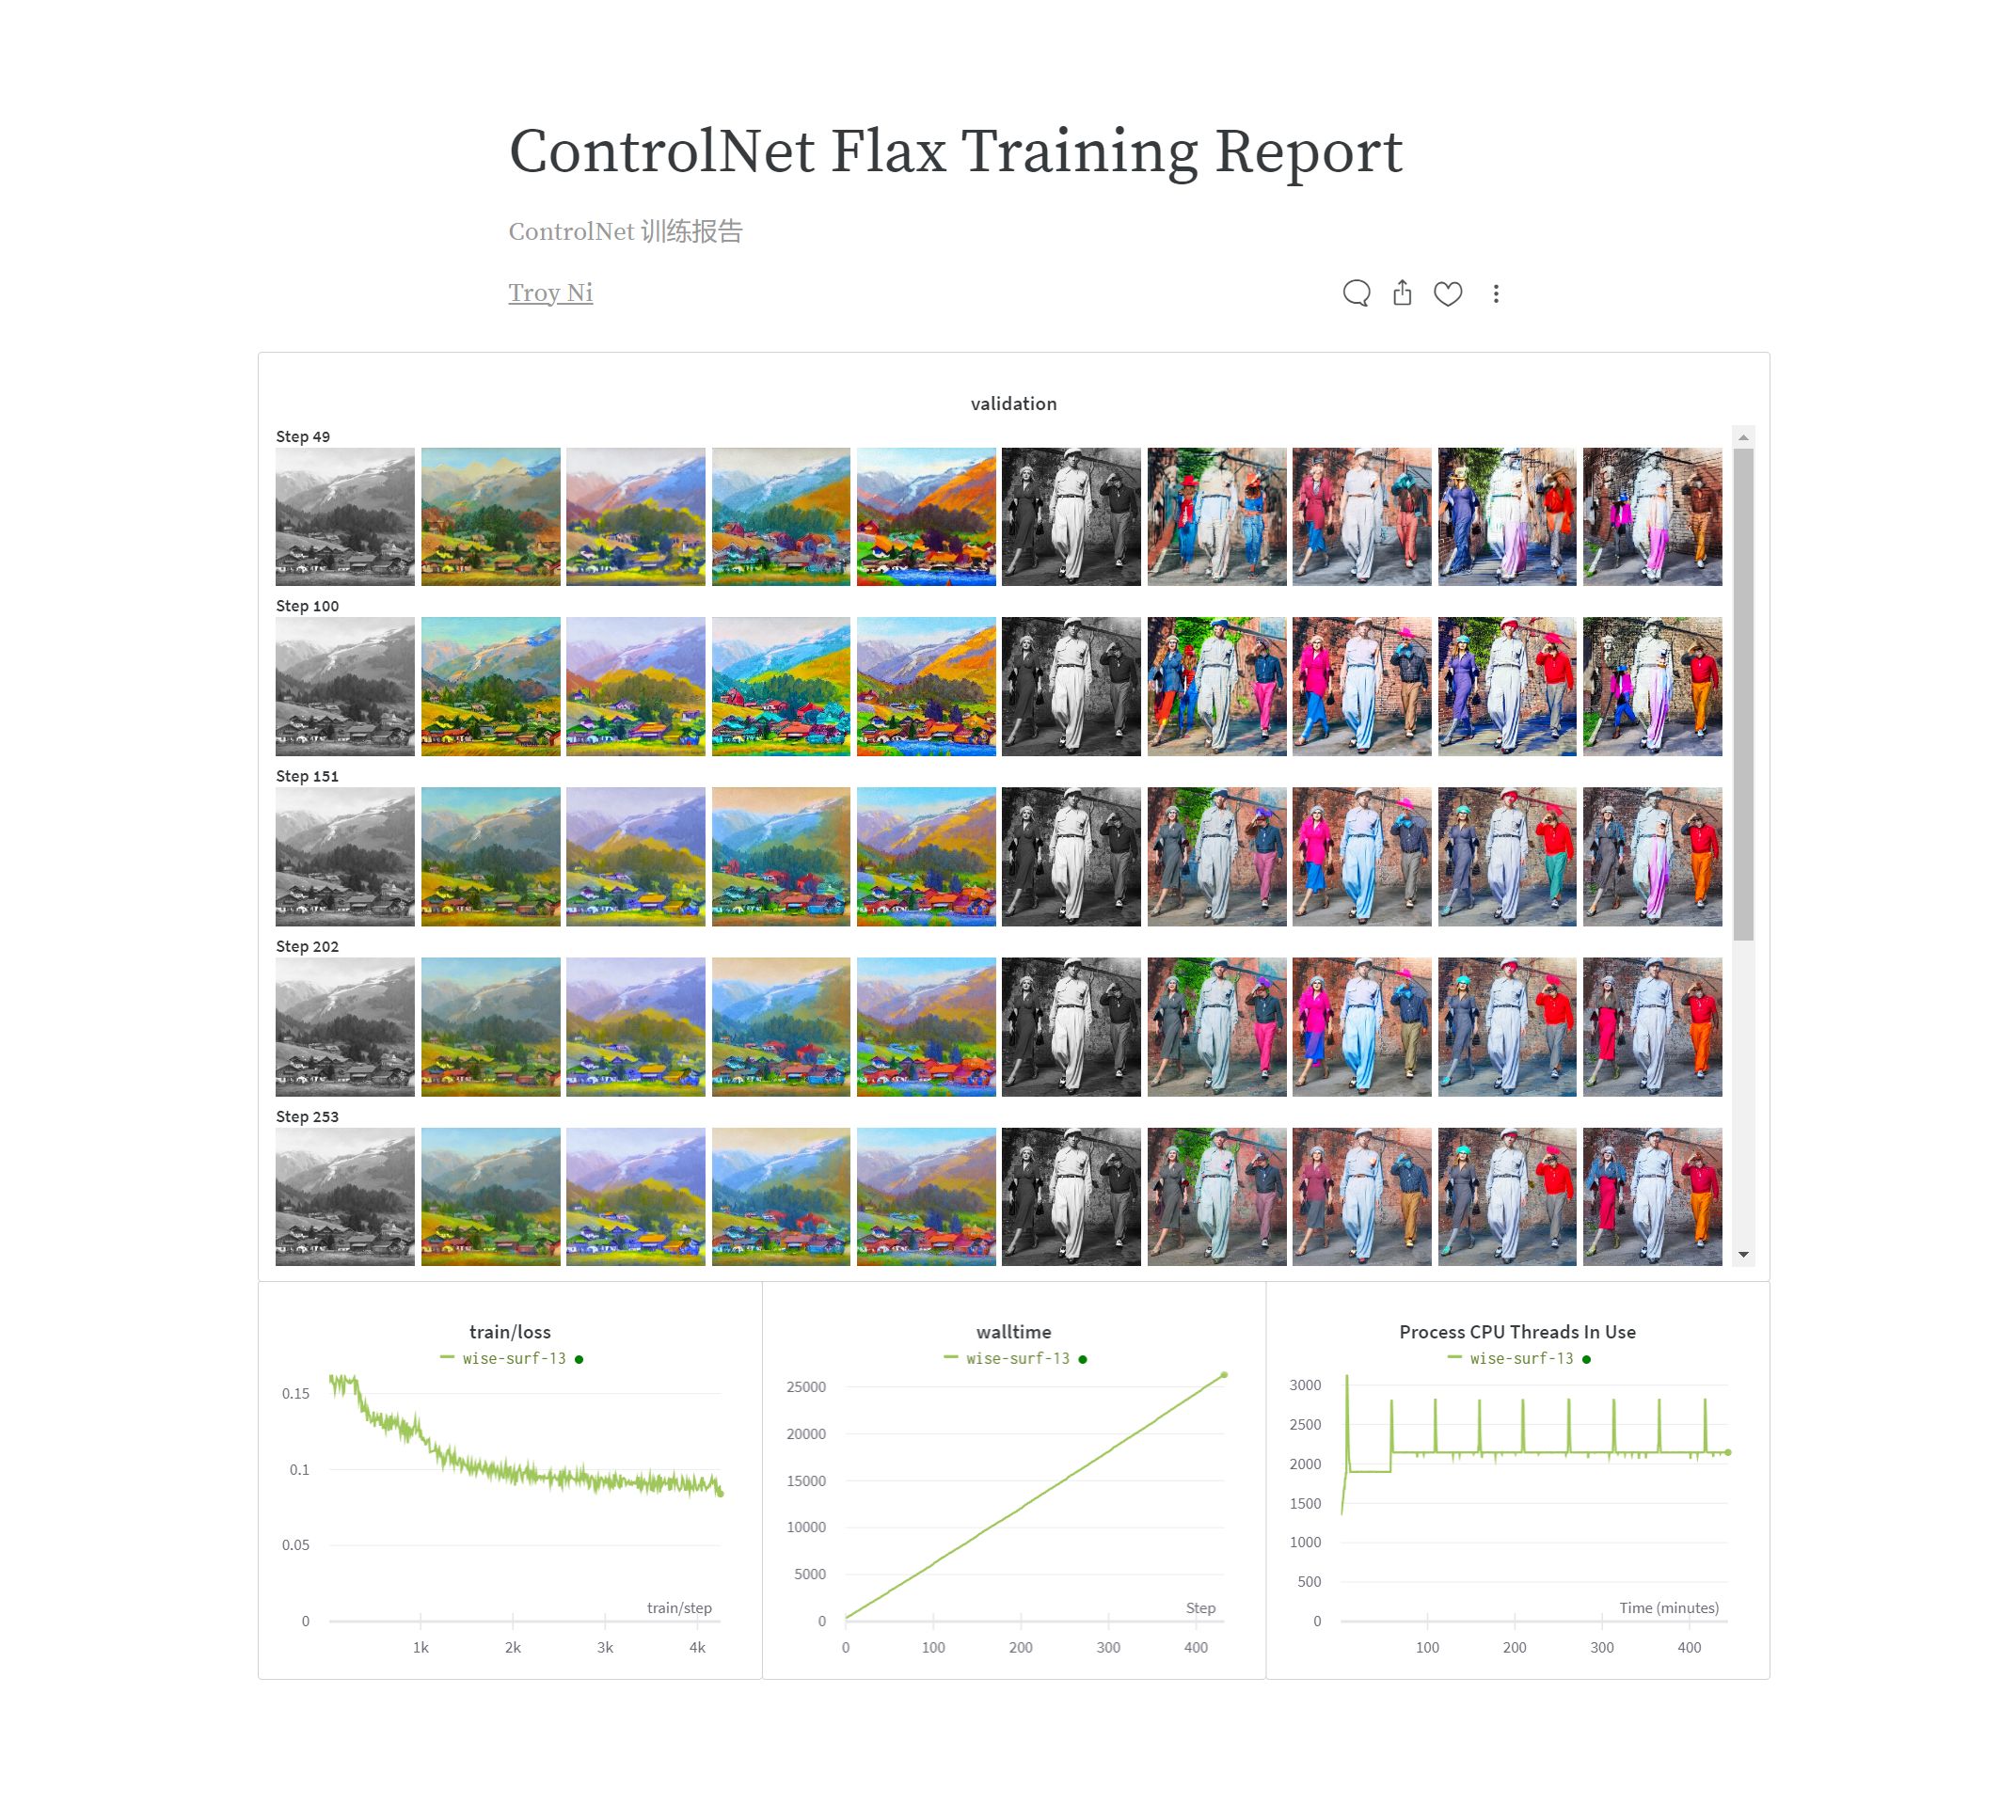 ControlNet Flax Training Report
ControlNet 训练报告
Troy Ni
validation
Step 49
Step 100
Step 151
Step 202
Step 253
train/loss
wise-surf-13
0.15
0.1
0.05
0
train/step
1k 2k 3k 4k
walltime
wise-surf-13
25000
20000
15000
10000
5000
0
Step
0 100 200 300 400
Process CPU Threads In Use
wise-surf-13
3000
2500
2000
1500
1000
500
0
Time (minutes)
100 200 300 400